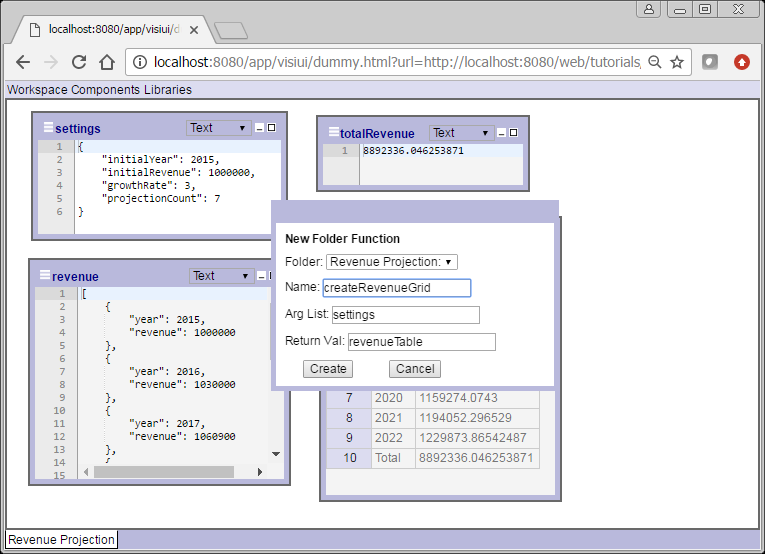 localhost:8080/app/visiui/d
localhost:8080/app/visiui/dummy.html?url=http://localhost:8080/web/tutorials
Workspace Components Libraries
settings Text
1 {
2 "initialYear": 2015,
3 "initialRevenue": 1000000,
4 "growthRate": 3,
5 "projectionCount": 7
6 }
totalRevenue Text
1 8892336.046253871
revenue Text
1 [
2 {
3 "year": 2015,
4 "revenue": 1000000
5 },
6 {
7 "year": 2016,
8 "revenue": 1030000
9 },
10 {
11 "year": 2017,
12 "revenue": 1060900
13 },
14 {
15
New Folder Function
Folder: Revenue Projection:
Name: createRevenueGrid
Arg List: settings
Return Val: revenueTable
Create Cancel
7 2020 1159274.0743
8 2021 1194052.296529
9 2022 1229873.86542487
10 Total 8892336.046253871
Revenue Projection